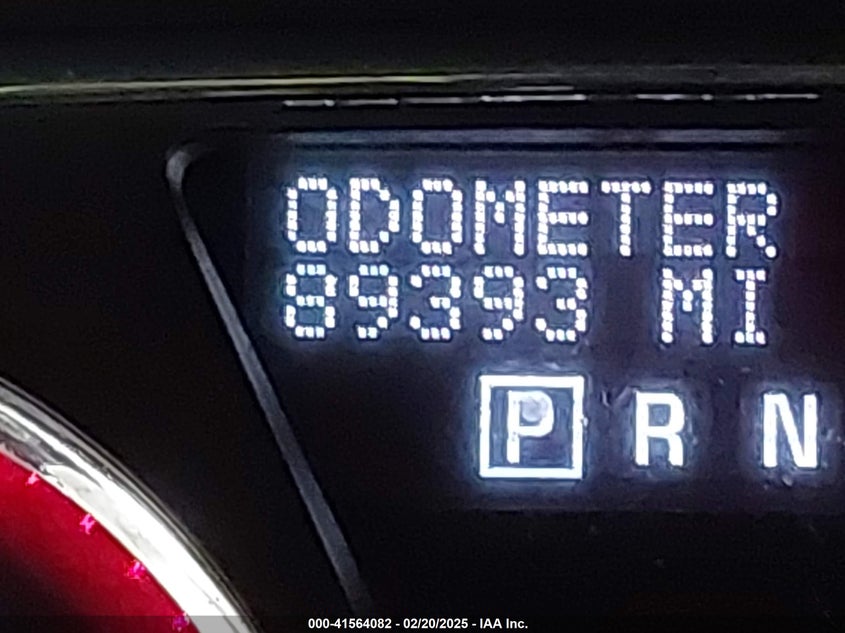 ODOMETER
89393 MI
P R N
000-41564082 - 02/20/2025 - IAA Inc.